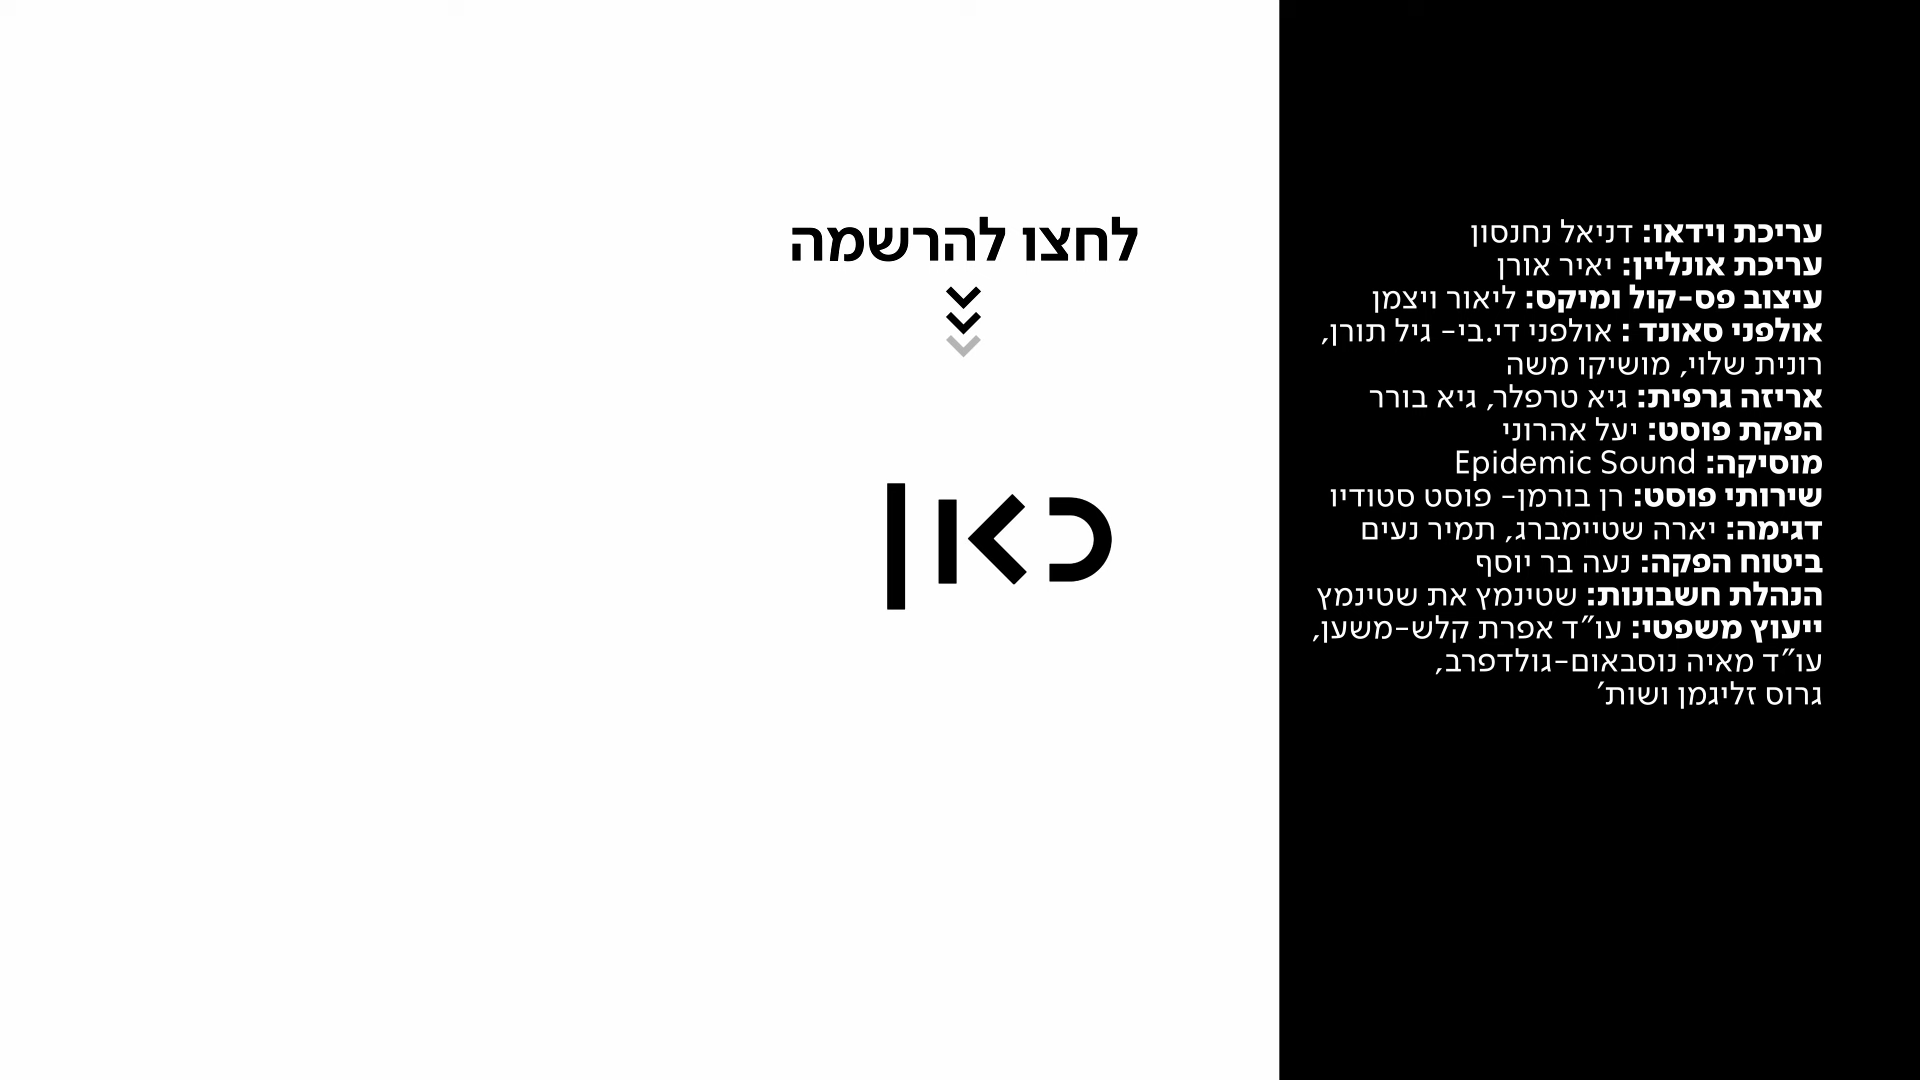 לחצו להרשמה
כאן
עריכת וידאו: דניאל נחנסון
עריכת אונליין: יאיר אורן
עיצוב פס-קול ומיקס: ליאור ויצמן
אולפני סאונד : אולפני די.בי- גיל תורן,
רונית שלוי, מושיקו משה
אריזה גרפית: גיא טרפלר, גיא בורר
הפקת פוסט: יעל אהרוני
מוסיקה: Epidemic Sound
שירותי פוסט: רן בורמן- פוסט סטודיו
דגימה: יארה שטיימברג, תמיר נעים
ביטוח הפקה: נעה בר יוסף
הנהלת חשבונות: שטינמץ את שטינמץ
ייעוץ משפטי: עו״ד אפרת קלש-משען,
עו״ד מאיה נוסבאום-גולדפרב,
גרוס זליגמן ושות׳